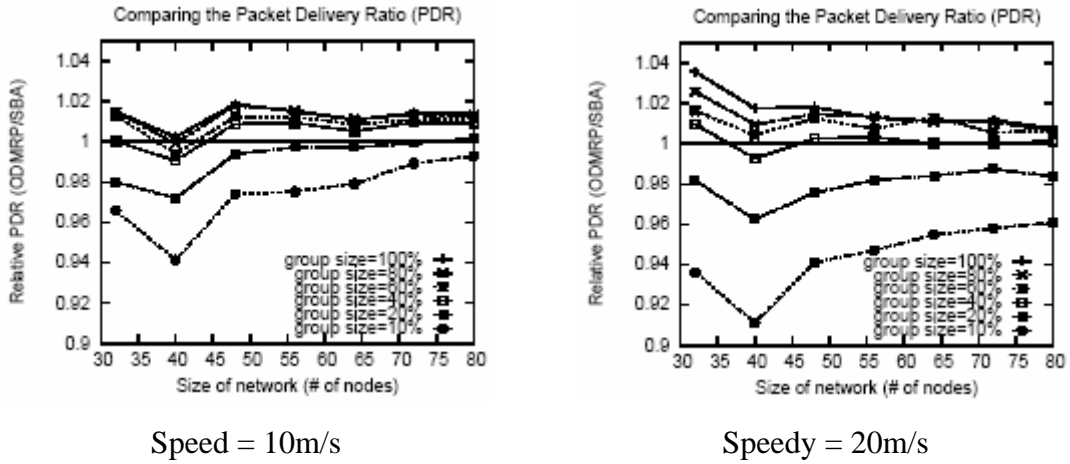 Comparing the Packet Delivery Ratio (PDR)
Relative PDR (ODMRP/SBA)
1.04
1.02
1
0.98
0.96
0.94
0.92
0.9
group size=100%
group size=80%
group size=60%
group size=40%
group size=20%
group size=10%
30 35 40 45 50 55 60 65 70 75 80
Size of network (# of nodes)
Speed = 10m/s
Comparing the Packet Delivery Ratio (PDR)
Relative PDR (ODMRP/SBA)
1.04
1.02
1
0.98
0.96
0.94
0.92
0.9
group size=100%
group size=80%
group size=60%
group size=40%
group size=20%
group size=10%
30 35 40 45 50 55 60 65 70 75 80
Size of network (# of nodes)
Speedy = 20m/s